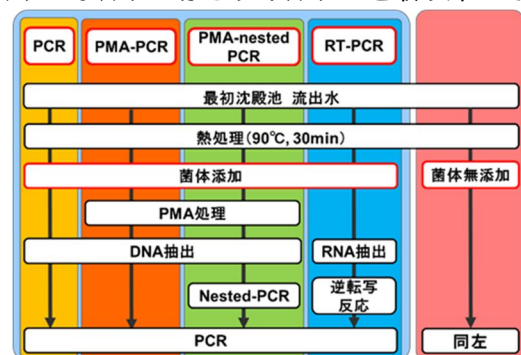 PCR
PMA-PCR
PMA-nested
PCR
RT-PCR
最初沈殿池 流出水
熱処理(90℃, 30min)
菌体添加
菌体無添加
PMA処理
DNA抽出
RNA抽出
Nested-PCR
逆転写
反応
PCR
同左